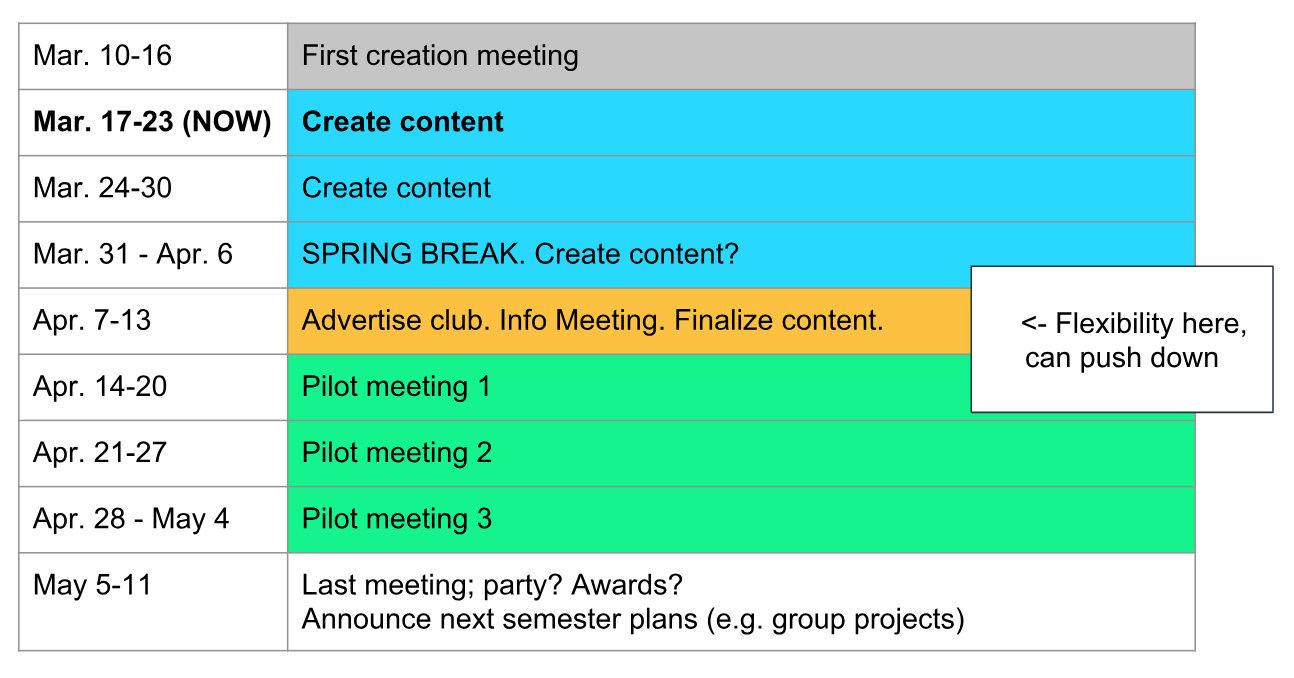 Mar. 10-16 First creation meeting
Mar. 17-23 (NOW) Create content
Mar. 24-30 Create content
Mar. 31 - Apr. 6 SPRING BREAK. Create content?
Apr. 7-13 Advertise club. Info Meeting. Finalize content.
<- Flexibility here,
can push down
Apr. 14-20 Pilot meeting 1
Apr. 21-27 Pilot meeting 2
Apr. 28 - May 4 Pilot meeting 3
May 5-11 Last meeting; party? Awards?
Announce next semester plans (e.g. group projects)